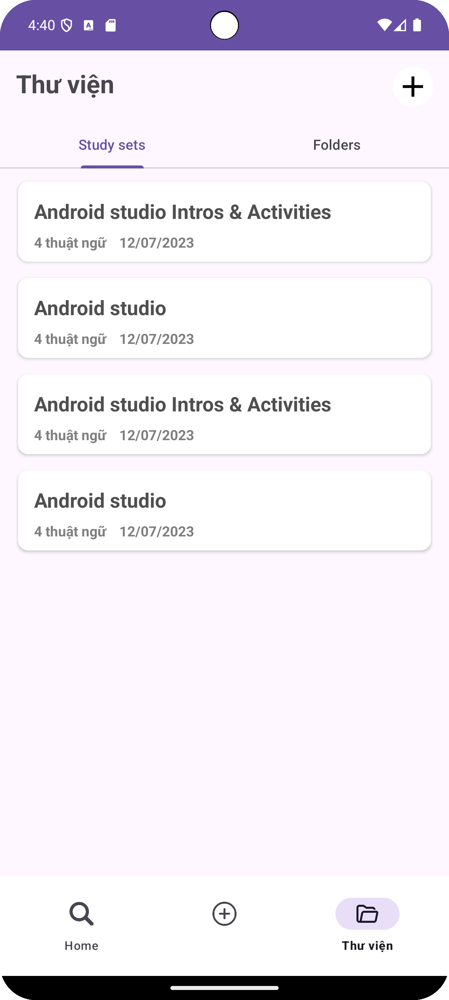 4:40
Thư viện
Study sets Folders
Android studio Intros & Activities
4 thuật ngữ 12/07/2023
Android studio
4 thuật ngữ 12/07/2023
Android studio Intros & Activities
4 thuật ngữ 12/07/2023
Android studio
4 thuật ngữ 12/07/2023
Home Thư viện